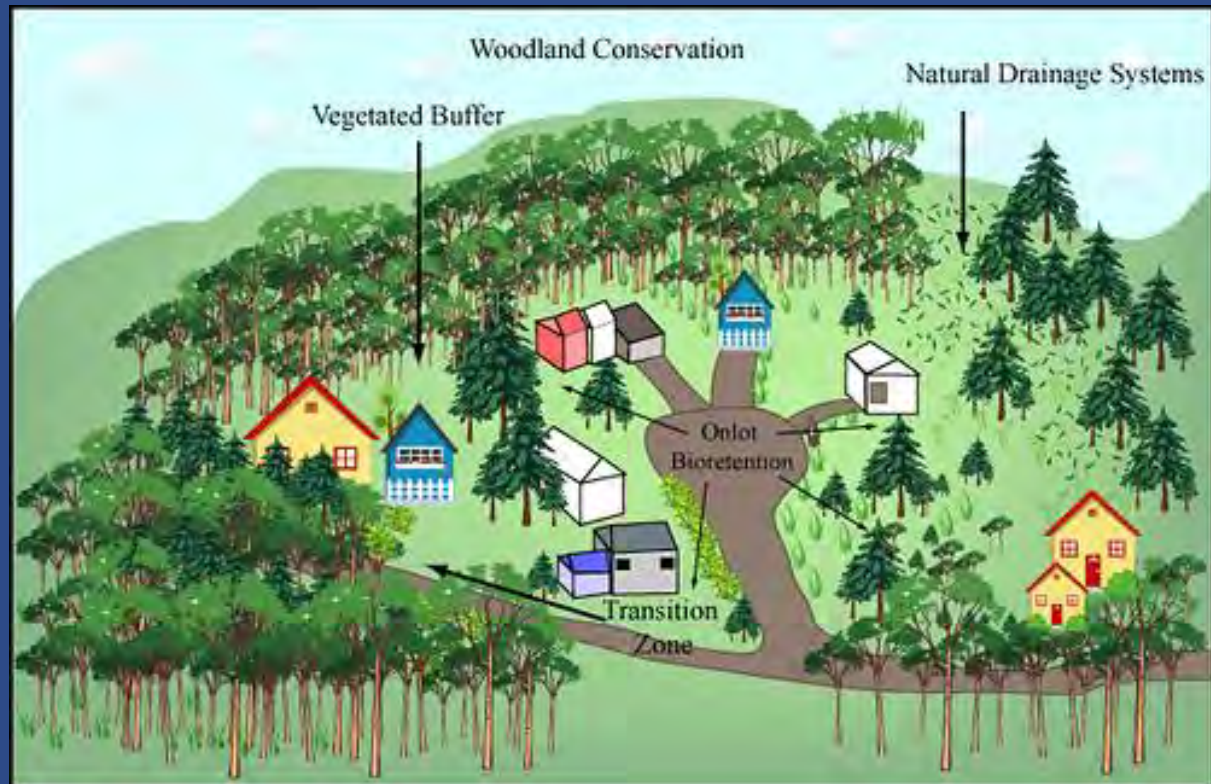 Woodland Conservation
Natural Drainage Systems
Vegetated Buffer
Onlot
Bioretention
Transition
Zone